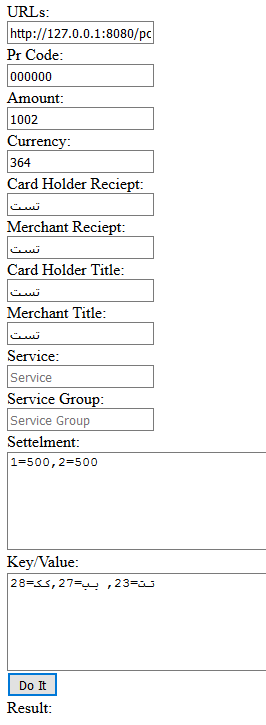 URLs:
http://127.0.0.1:8080/pc
Pr Code:
000000
Amount:
1002
Currency:
364
Card Holder Reciept:
تست
Merchant Reciept:
تست
Card Holder Title:
تست
Merchant Title:
تست
Service:
Service
Service Group:
Service Group
Settelment:
1=500,2=500
Key/Value:
28=تت=23, بب=27,کک
Do It
Result: